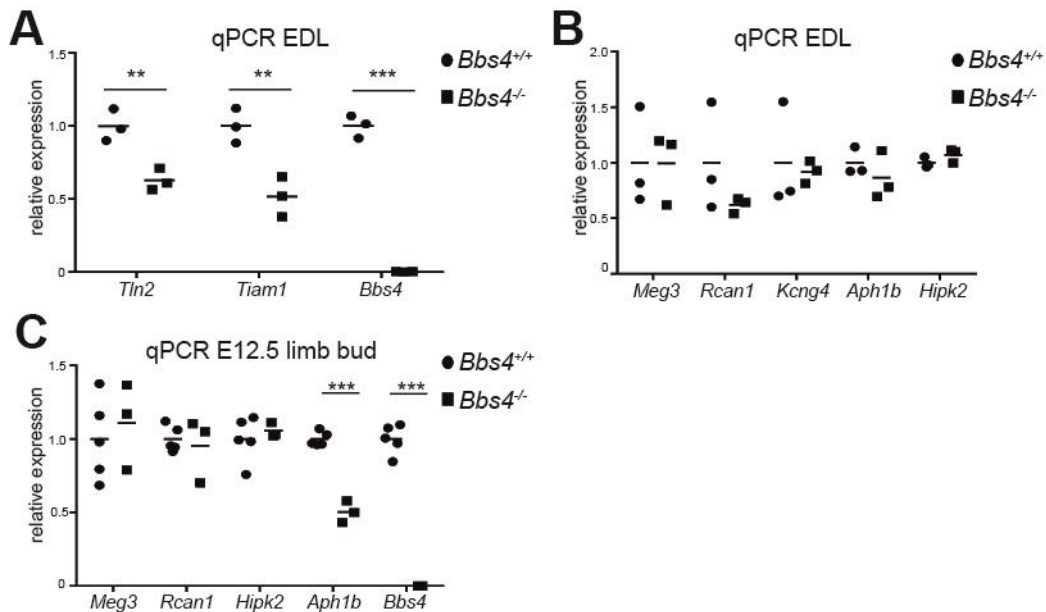 A
qPCR EDL
Bbs4+/+
Bbs4-/-
relative expression
1.5
1.0
0.5
0
** ** ***
Tln2 Tiam1 Bbs4
B
qPCR EDL
Bbs4+/+
Bbs4-/-
relative expression
2.0
1.5
1.0
0.5
0
Meg3 Rcan1 Kcng4 Aph1b Hipk2
C
qPCR E12.5 limb bud
Bbs4+/+
Bbs4-/-
relative expression
1.5
1.0
0.5
0
*** ***
Meg3 Rcan1 Hipk2 Aph1b Bbs4